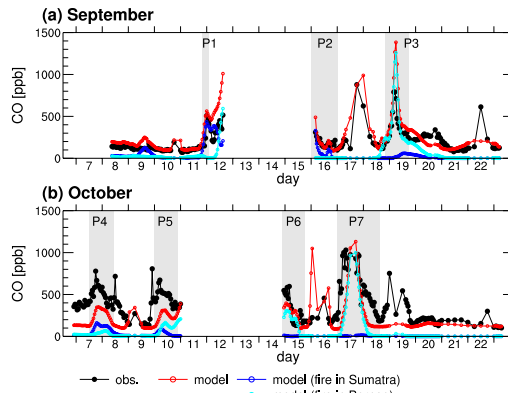 (a) September
CO [ppb]
1500
1000
500
0
P1 P2 P3
7 8 9 10 11 12 13 14 15 16 17 18 19 20 21 22
day
(b) October
CO [ppb]
1500
1000
500
0
P4 P5 P6 P7
7 8 9 10 11 12 13 14 15 16 17 18 19 20 21 22
day
obs. model model (fire in Sumatra)